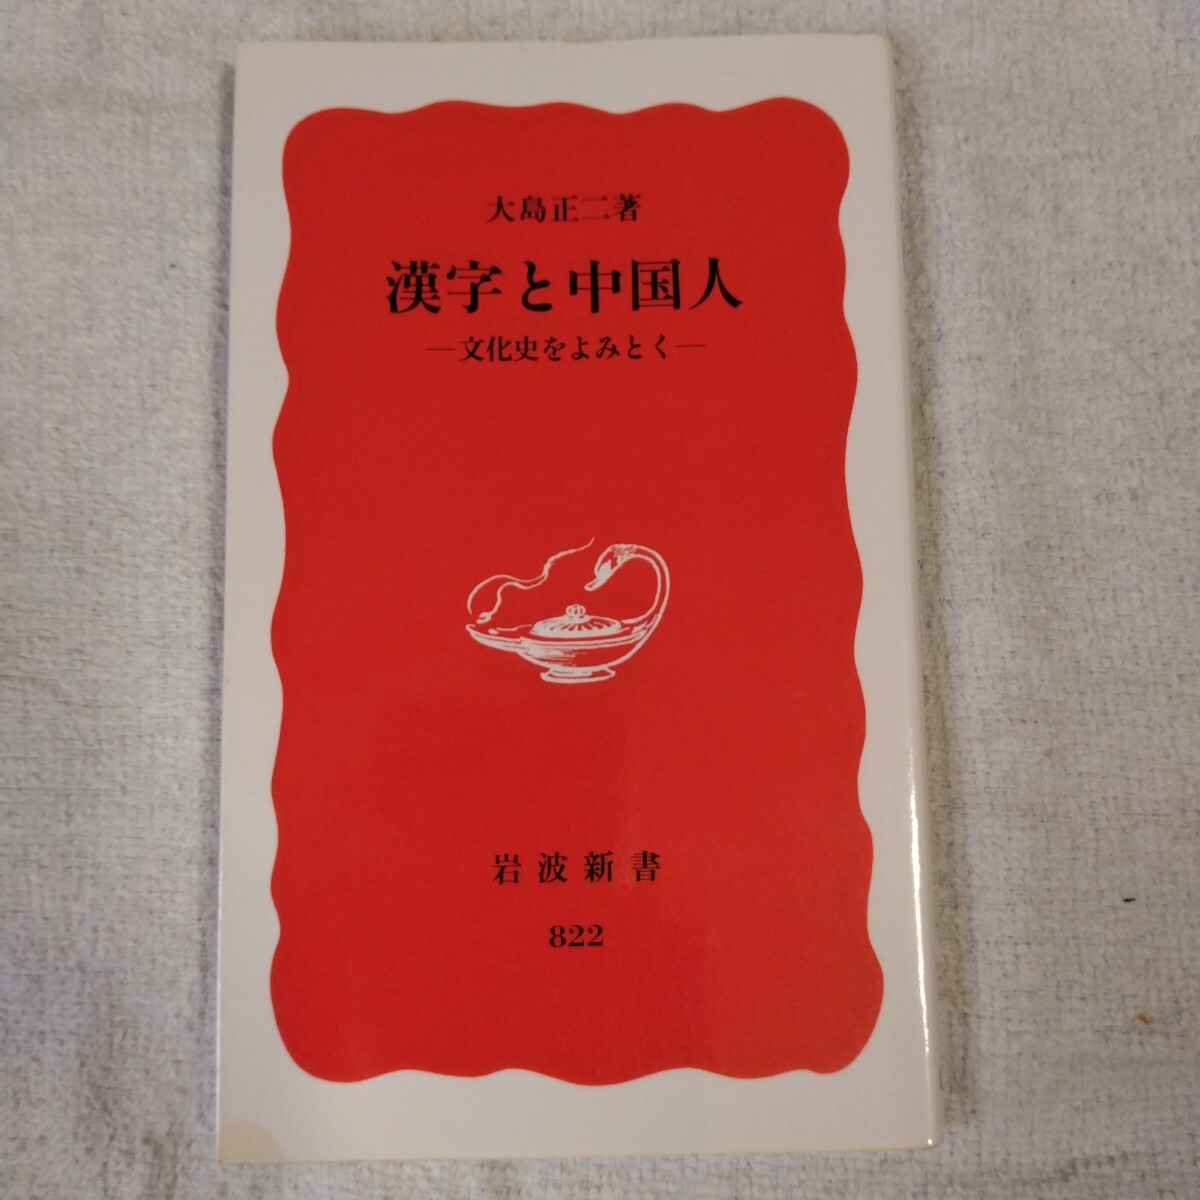 大島正二著
漢字と中国人
―文化史をよみとく―
岩波新書
822